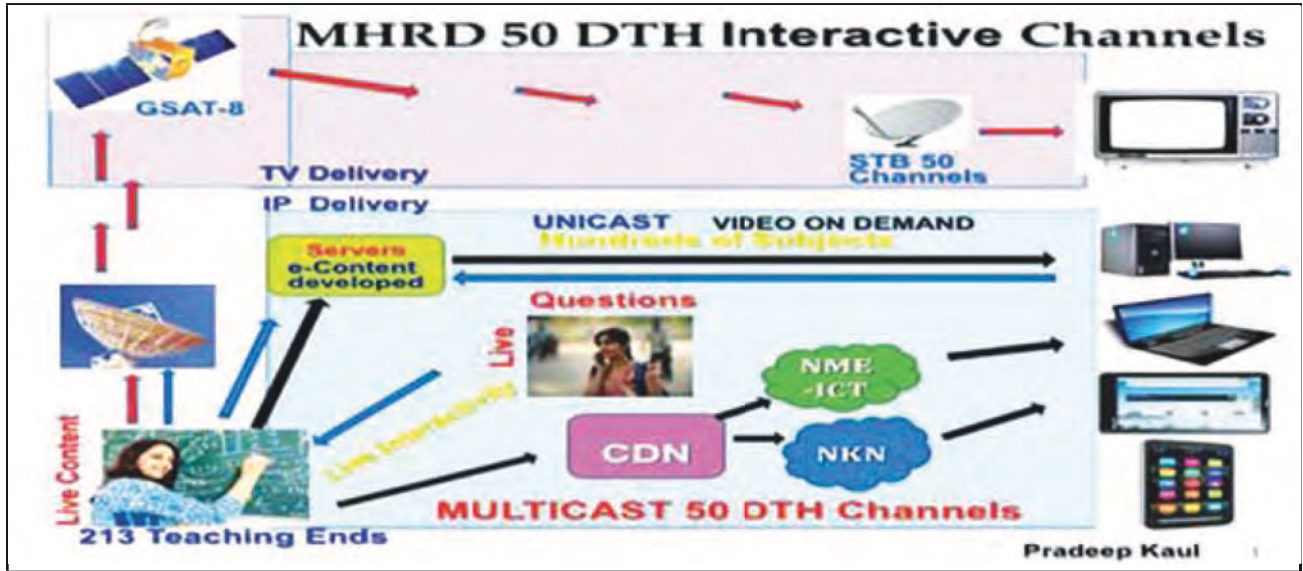 MHRD 50 DTH Interactive Channels
GSAT-8
STB 50
Channels
TV Delivery
IP Delivery
UNICAST VIDEO ON DEMAND
Hundreds of Subjects
Servers
e-Content
developed
Questions
Live
NME
-ICT
Live Interactivity
CDN
NKN
Live Content
MULTICAST 50 DTH Channels
213 Teaching Ends
Pradeep Kaul
1